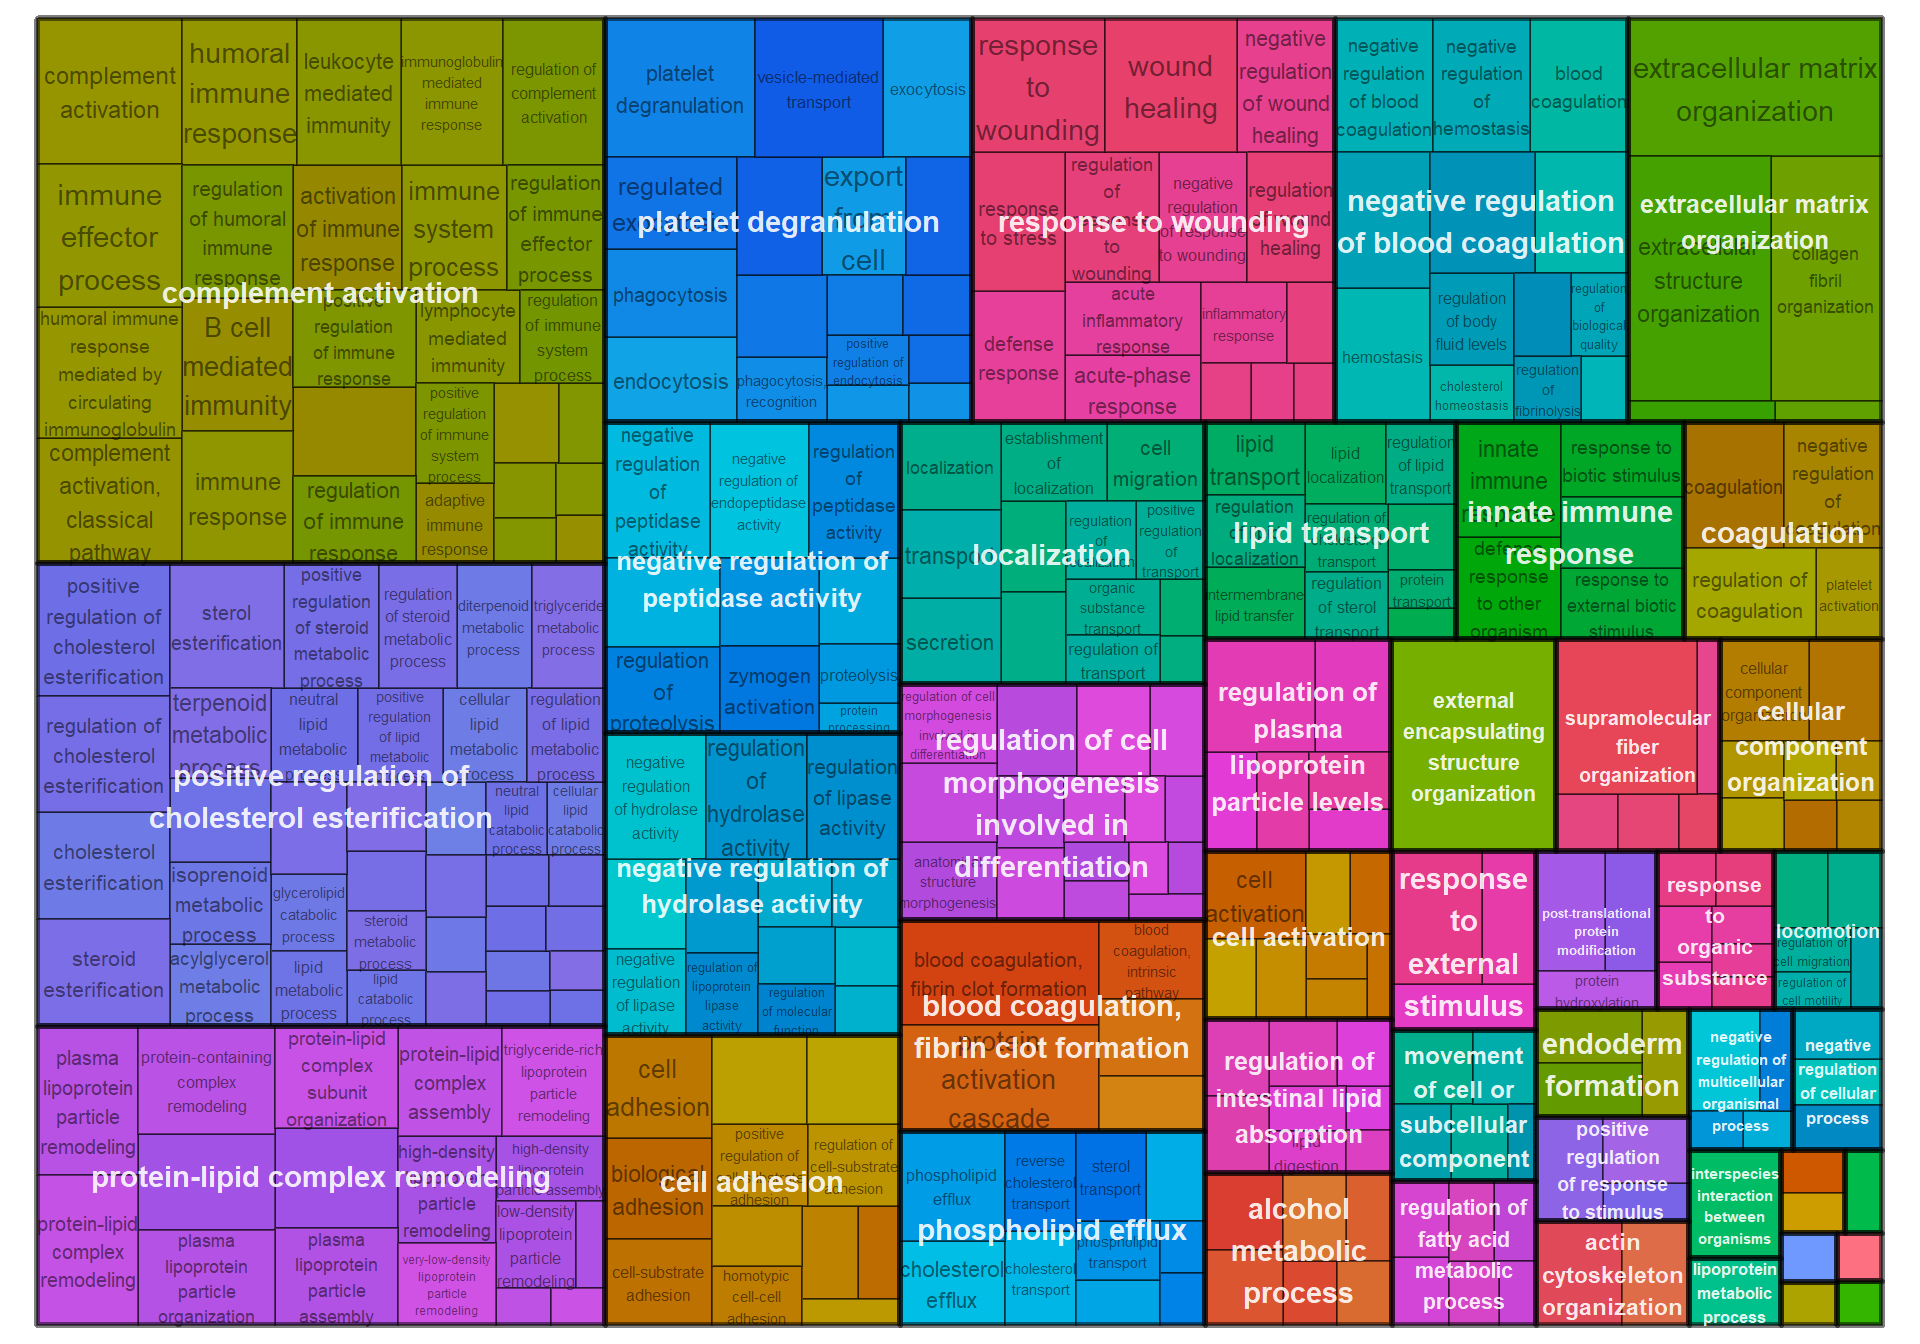 complement
activation
humoral
immune
response
leukocyte
mediated
immunity
immunoglobulin
mediated
immune
response
regulation of
complement
activation
immune
effector
process
regulation
of humoral
immune
response
activation
of immune
response
immune
system
process
regulation
of immune
effector
process
complement activation
humoral immune
response
mediated by
circulating
immunoglobulin
B cell
mediated
immunity
positive
regulation
of immune
response
lymphocyte
mediated
immunity
regulation
of immune
system
process
complement
activation,
classical
pathway
immune
response
regulation
of immune
response
positive
regulation
of immune
system
process
adaptive
immune
response
platelet
degranulation
vesicle-mediated
transport
exocytosis
regulated
exocytosis
export
from
cell
platelet degranulation
phagocytosis
endocytosis
phagocytosis,
recognition
positive
regulation of
endocytosis
response
to
wounding
wound
healing
negative
regulation
of wound
healing
response
to stress
regulation
of
response
to
wounding
negative
regulation
of response
to wounding
regulation
of wound
healing
response to wounding
defense
response
acute
inflammatory
response
inflammatory
response
acute-phase
response
negative
regulation
of blood
coagulation
negative
regulation
of
hemostasis
blood
coagulation
negative regulation
of blood coagulation
hemostasis
regulation
of body
fluid levels
regulation
of
biological
quality
cholesterol
homeostasis
regulation
of
fibrinolysis
extracellular matrix
organization
extracellular matrix
organization
extracellular
structure
organization
collagen
fibril
organization
positive
regulation of
cholesterol
esterification
sterol
esterification
positive
regulation
of steroid
metabolic
process
regulation
of steroid
metabolic
process
diterpenoid
metabolic
process
triglyceride
metabolic
process
regulation of
cholesterol
esterification
terpenoid
metabolic
process
neutral
lipid
metabolic
process
positive
regulation
of lipid
metabolic
process
cellular
lipid
metabolic
process
regulation
of lipid
metabolic
process
positive regulation of
cholesterol esterification
neutral
lipid
catabolic
process
cellular
lipid
catabolic
process
cholesterol
esterification
isoprenoid
metabolic
process
glycerolipid
catabolic
process
steroid
metabolic
process
steroid
esterification
acylglycerol
metabolic
process
lipid
metabolic
process
lipid
catabolic
process
negative
regulation
of
peptidase
activity
negative
regulation of
endopeptidase
activity
regulation
of
peptidase
activity
negative regulation of
peptidase activity
regulation
of
proteolysis
zymogen
activation
proteolysis
protein
processing
localization
establishment
of
localization
cell
migration
transport
regulation
of
localization
positive
regulation
of
transport
localization
secretion
organic
substance
transport
regulation of
transport
lipid
transport
lipid
localization
regulation
of lipid
transport
regulation
of lipid
localization
regulation of
transport
lipid transport
intermembrane
lipid transfer
regulation
of sterol
transport
protein
transport
innate
immune
response
response to
biotic stimulus
innate immune
response
defense
response
to other
organism
response to
external biotic
stimulus
coagulation
negative
regulation
of
coagulation
coagulation
regulation of
coagulation
platelet
activation
negative
regulation
of hydrolase
activity
regulation
of
hydrolase
activity
regulation
of lipase
activity
negative regulation of
hydrolase activity
negative
regulation
of lipase
activity
regulation of
lipoprotein
lipase
activity
regulation
of molecular
function
regulation of cell
morphogenesis
involved in
differentiation
regulation of cell
morphogenesis
involved in
differentiation
anatomical
structure
morphogenesis
regulation of
plasma
lipoprotein
particle levels
external
encapsulating
structure
organization
supramolecular
fiber
organization
cellular
component
organization
cellular
component
organization
cell
activation
cell activation
response
to
external
stimulus
post-translational
protein
modification
protein
hydroxylation
response
to
organic
substance
locomotion
regulation of
cell migration
regulation of
cell motility
blood coagulation,
fibrin clot formation
blood
coagulation,
intrinsic
pathway
blood coagulation,
fibrin clot formation
protein
activation
cascade
plasma
lipoprotein
particle
remodeling
protein-containing
complex
remodeling
protein-lipid
complex
subunit
organization
protein-lipid
complex
assembly
triglyceride-rich
lipoprotein
particle
remodeling
high-density
lipoprotein
particle
remodeling
high-density
lipoprotein
particle assembly
protein-lipid complex remodeling
protein-lipid
complex
remodeling
plasma
lipoprotein
particle
organization
plasma
lipoprotein
particle
assembly
very-low-density
lipoprotein
particle
remodeling
low-density
lipoprotein
particle
remodeling
cell
adhesion
biological
adhesion
positive
regulation of
cell-substrate
adhesion
regulation of
cell-substrate
adhesion
cell adhesion
cell-substrate
adhesion
homotypic
cell-cell
adhesion
phospholipid
efflux
reverse
cholesterol
transport
sterol
transport
phospholipid efflux
cholesterol
efflux
cholesterol
transport
phospholipid
transport
regulation of
intestinal lipid
absorption
lipid
digestion
movement
of cell or
subcellular
component
endoderm
formation
negative
regulation of
multicellular
organismal
process
negative
regulation
of cellular
process
alcohol
metabolic
process
regulation of
fatty acid
metabolic
process
positive
regulation
of response
to stimulus
actin
cytoskeleton
organization
interspecies
interaction
between
organisms
lipoprotein
metabolic
process